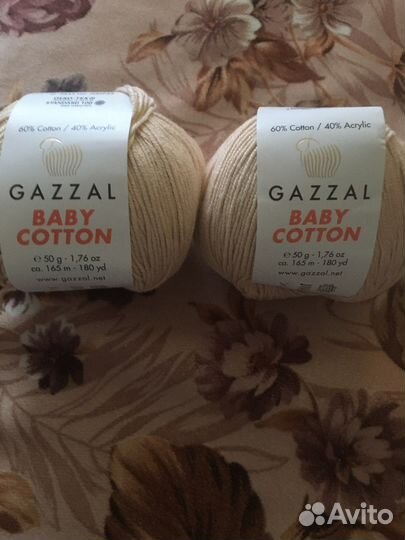 60% Cotton / 40% Acrylic
GAZZAL
BABY
COTTON
℮ 50 g - 1,76 oz
ca. 165 m - 180 yd
www.gazzal.net
60% Cotton / 40% Acrylic
GAZZAL
BABY
COTTON
℮ 50 g - 1,76 oz
ca. 165 m - 180 yd
www.gazzal.net
Avito